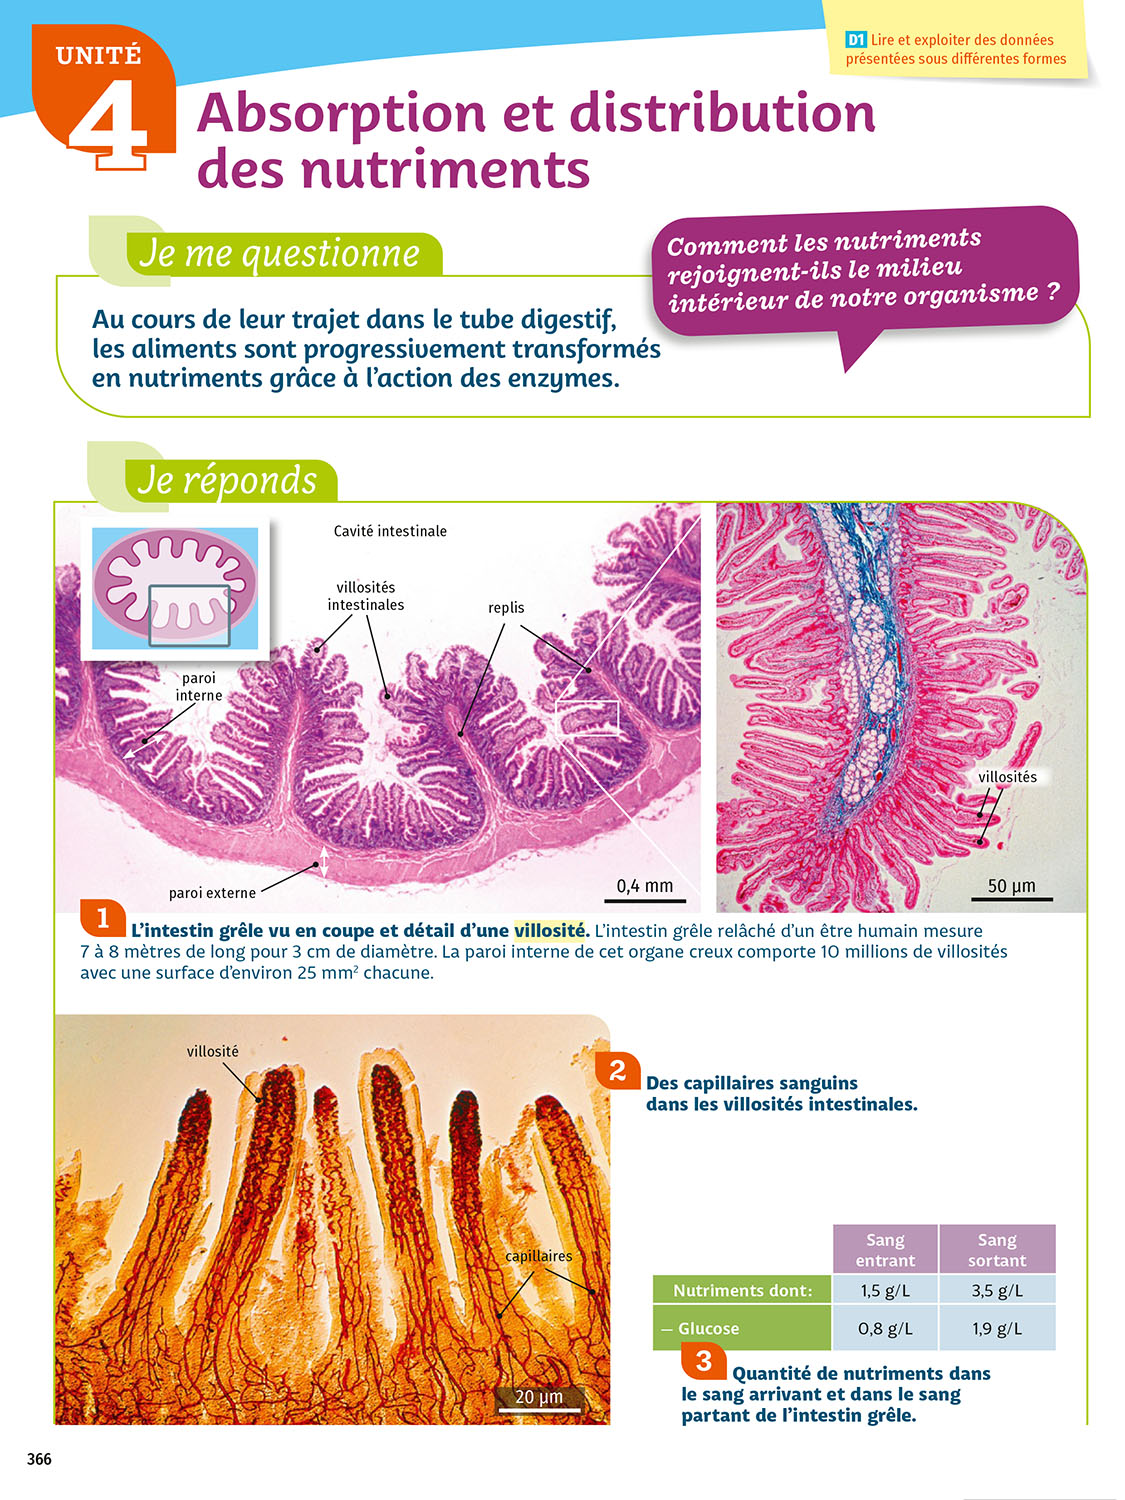 UNITÉ
4
D1 Lire et exploiter des données
présentées sous différentes formes
Absorption et distribution
des nutriments
Je me questionne
Comment les nutriments
rejoignent-ils le milieu
intérieur de notre organisme ?
Au cours de leur trajet dans le tube digestif,
les aliments sont progressivement transformés
en nutriments grâce à l'action des enzymes.
Je réponds
Cavité intestinale
villosités
intestinales
replis
paroi
interne
paroi externe
0,4 mm
villosités
50 µm
1 L'intestin grêle vu en coupe et détail d'une villosité. L'intestin grêle relâché d'un être humain mesure
7 à 8 mètres de long pour 3 cm de diamètre. La paroi interne de cet organe creux comporte 10 millions de villosités
avec une surface d'environ 25 mm² chacune.
villosité
capillaires
20 µm
2 Des capillaires sanguins
dans les villosités intestinales.
Sang entrant Sang sortant
Nutriments dont: 1,5 g/L 3,5 g/L
– Glucose 0,8 g/L 1,9 g/L
3 Quantité de nutriments dans
le sang arrivant et dans le sang
partant de l'intestin grêle.
366